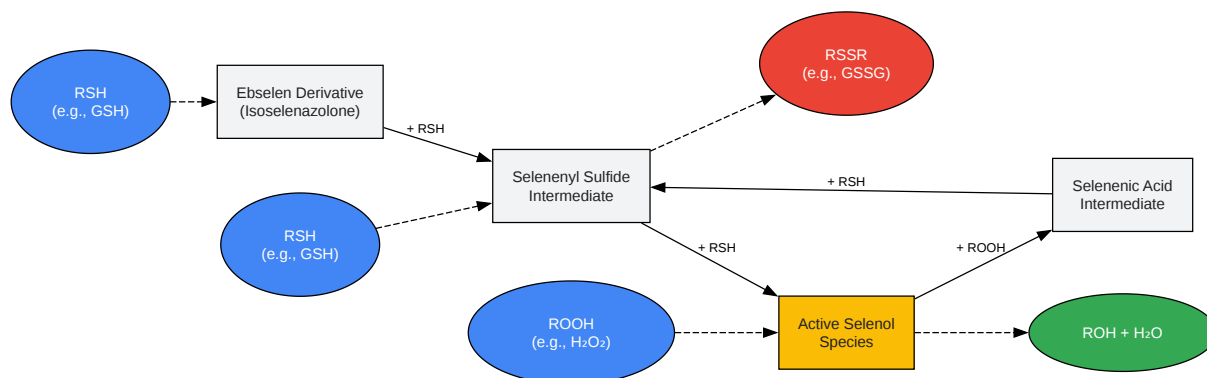 RSH
(e.g., GSH)
Ebselen Derivative
(Isoselenazolone)
RSSR
(e.g., GSSG)
+ RSH
Selenenyl Sulfide
Intermediate
+ RSH
Selenenic Acid
Intermediate
RSH
(e.g., GSH)
+ RSH
+ ROOH
ROOH
(e.g., H₂O₂)
Active Selenol
Species
ROH + H₂O